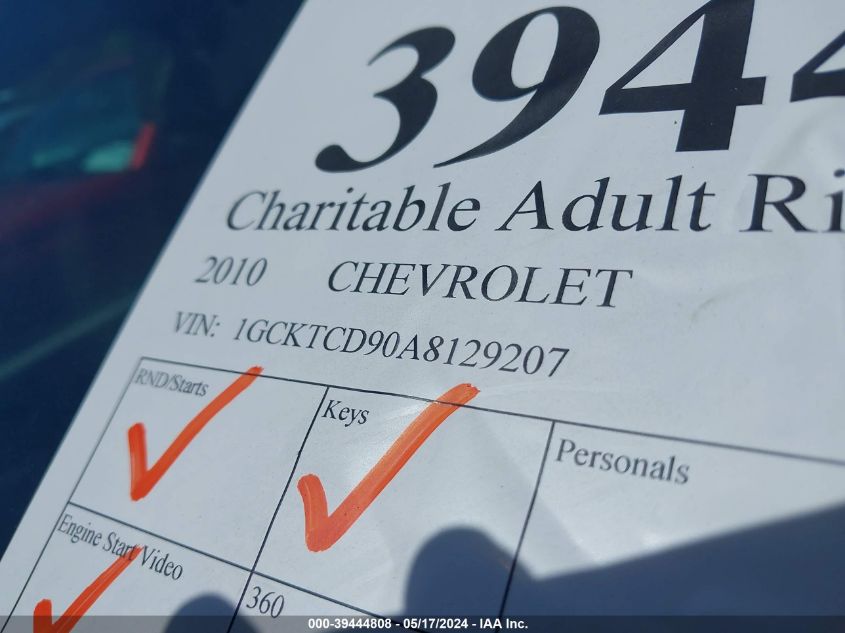 3944
Charitable Adult Ri
2010 CHEVROLET
VIN: 1GCKTCD90A8129207
RND/Starts
Keys
Personals
Engine Start Video
360
000-39444808 - 05/17/2024 - IAA Inc.